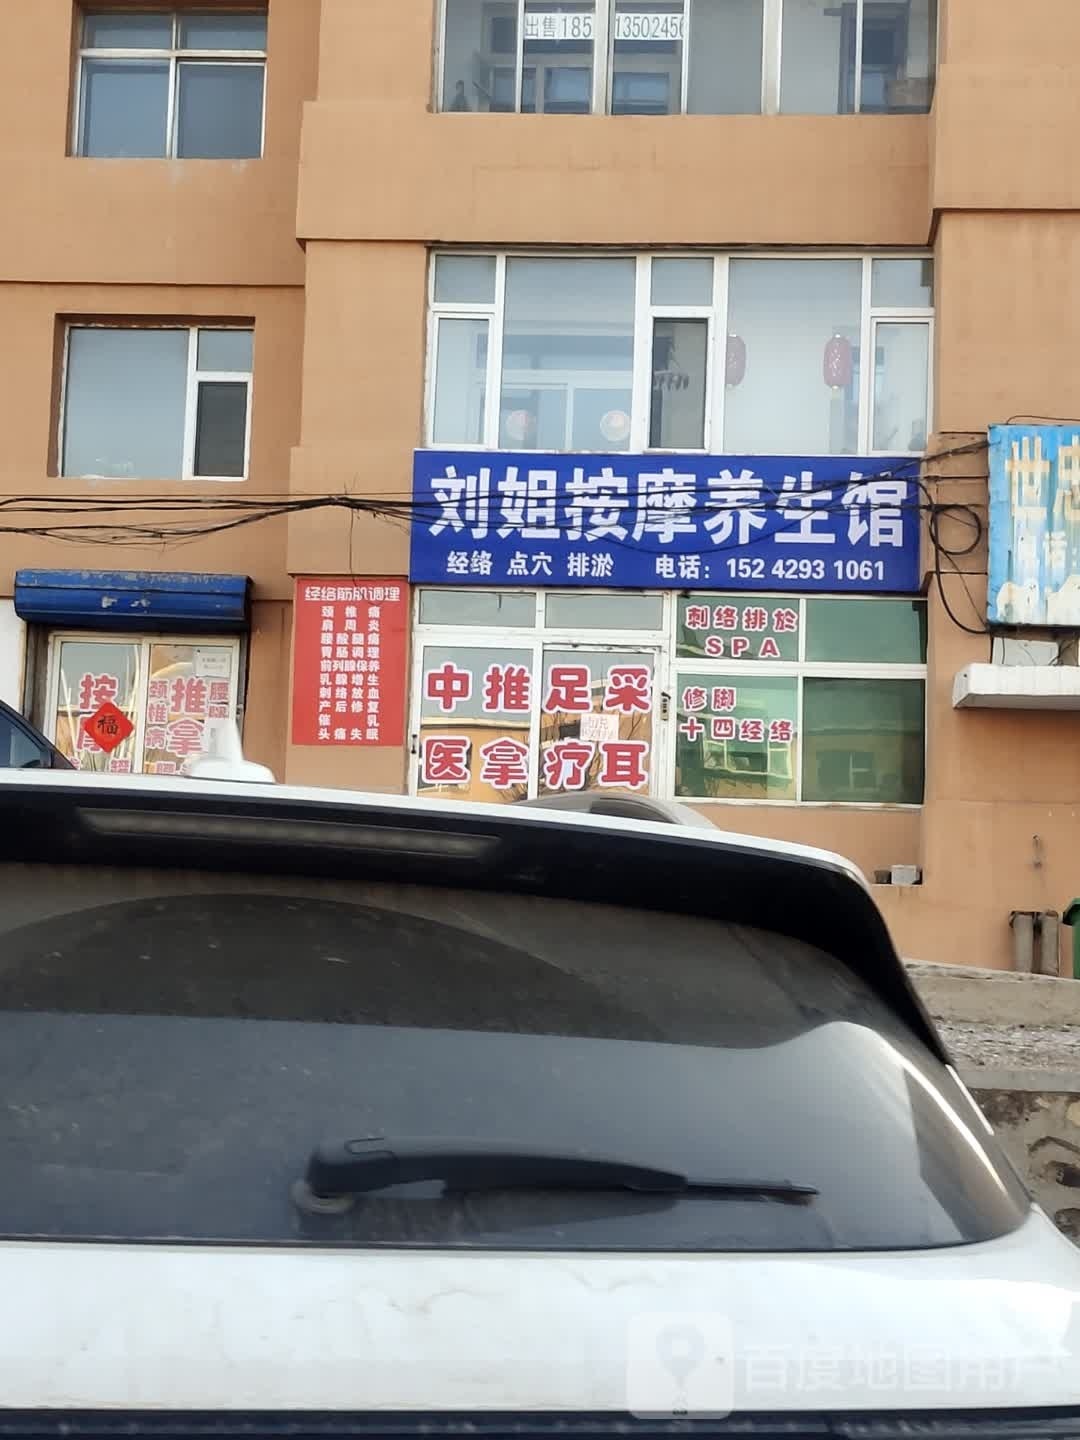 出售185 13502456
刘姐按摩养生馆
经络 点穴 排淤 电话：152 4293 1061
经络筋肌调理
颈椎痛
肩周炎
腰酸腿痛
胃肠调理
前列腺保养
乳腺增生
刺络放血
产后修复
催乳
头痛失眠
刺络排於
SPA
中推足采
医拿疗耳
修脚
十四经络
按摩
颈椎病
推拿
腰
福
世忠
百度地图用户